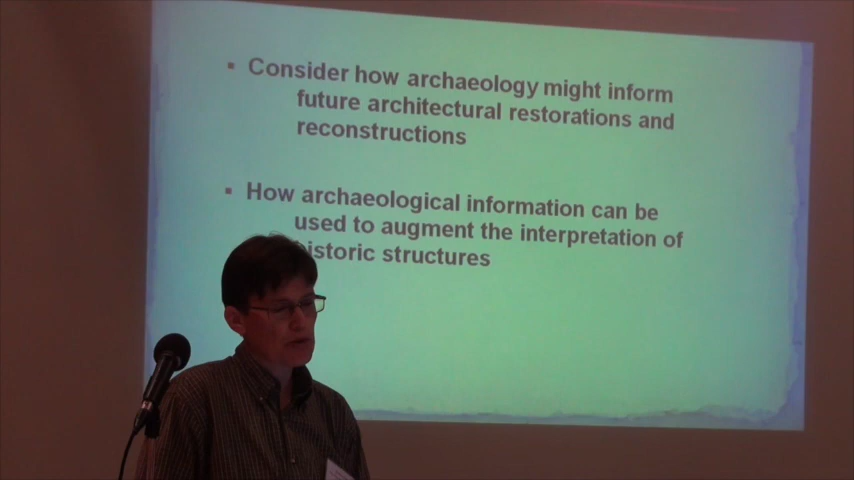 ▪ Consider how archaeology might inform
future architectural restorations and
reconstructions
▪ How archaeological information can be
used to augment the interpretation of
historic structures